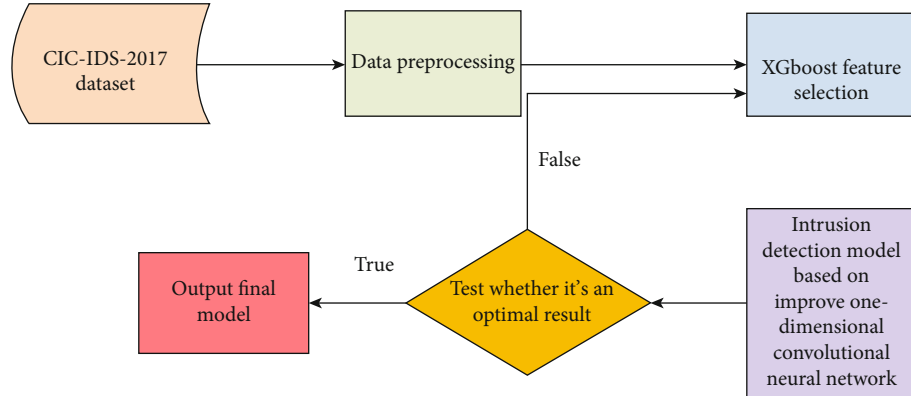 CIC-IDS-2017
dataset
Data preprocessing
XGboost feature
selection
False
Intrusion
detection model
based on
improve one-
dimensional
convolutional
neural network
Test whether it's an
optimal result
True
Output final
model